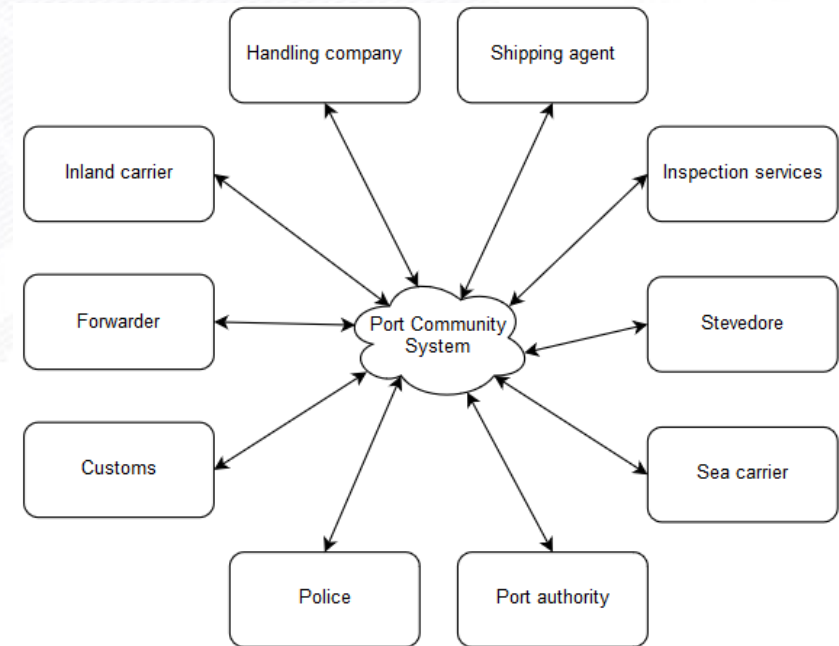 Handling company
Shipping agent
Inland carrier
Inspection services
Forwarder
Port Community
System
Stevedore
Customs
Sea carrier
Police
Port authority